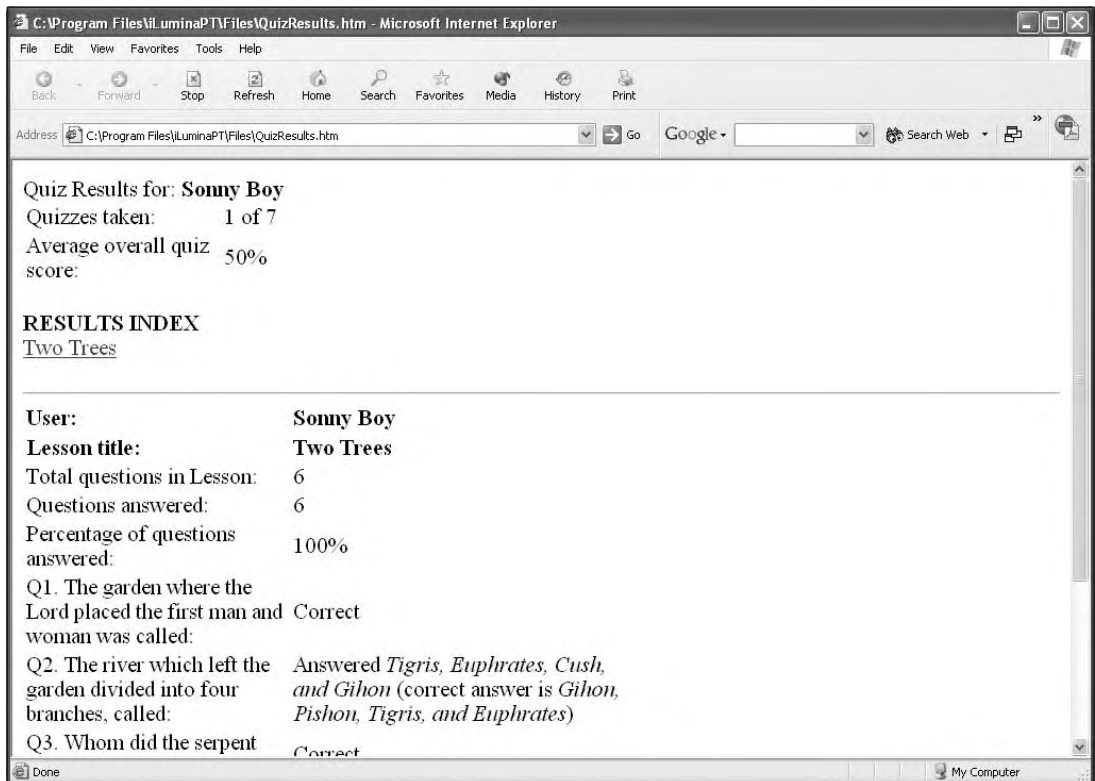 C:\Program Files\iLuminaPT\Files\QuizResults.htm - Microsoft Internet Explorer
File Edit View Favorites Tools Help
Back Forward Stop Refresh Home Search Favorites Media History Print
Address C:\Program Files\iLuminaPT\Files\QuizResults.htm Go Google Search Web »
Quiz Results for: Sonny Boy
Quizzes taken: 1 of 7
Average overall quiz
score: 50%
RESULTS INDEX
Two Trees
User: Sonny Boy
Lesson title: Two Trees
Total questions in Lesson: 6
Questions answered: 6
Percentage of questions
answered: 100%
Q1. The garden where the
Lord placed the first man and Correct
woman was called:
Q2. The river which left the Answered Tigris, Euphrates, Cush,
garden divided into four and Gihon (correct answer is Gihon,
branches, called: Pishon, Tigris, and Euphrates)
Q3. Whom did the serpent Correct
Done My Computer